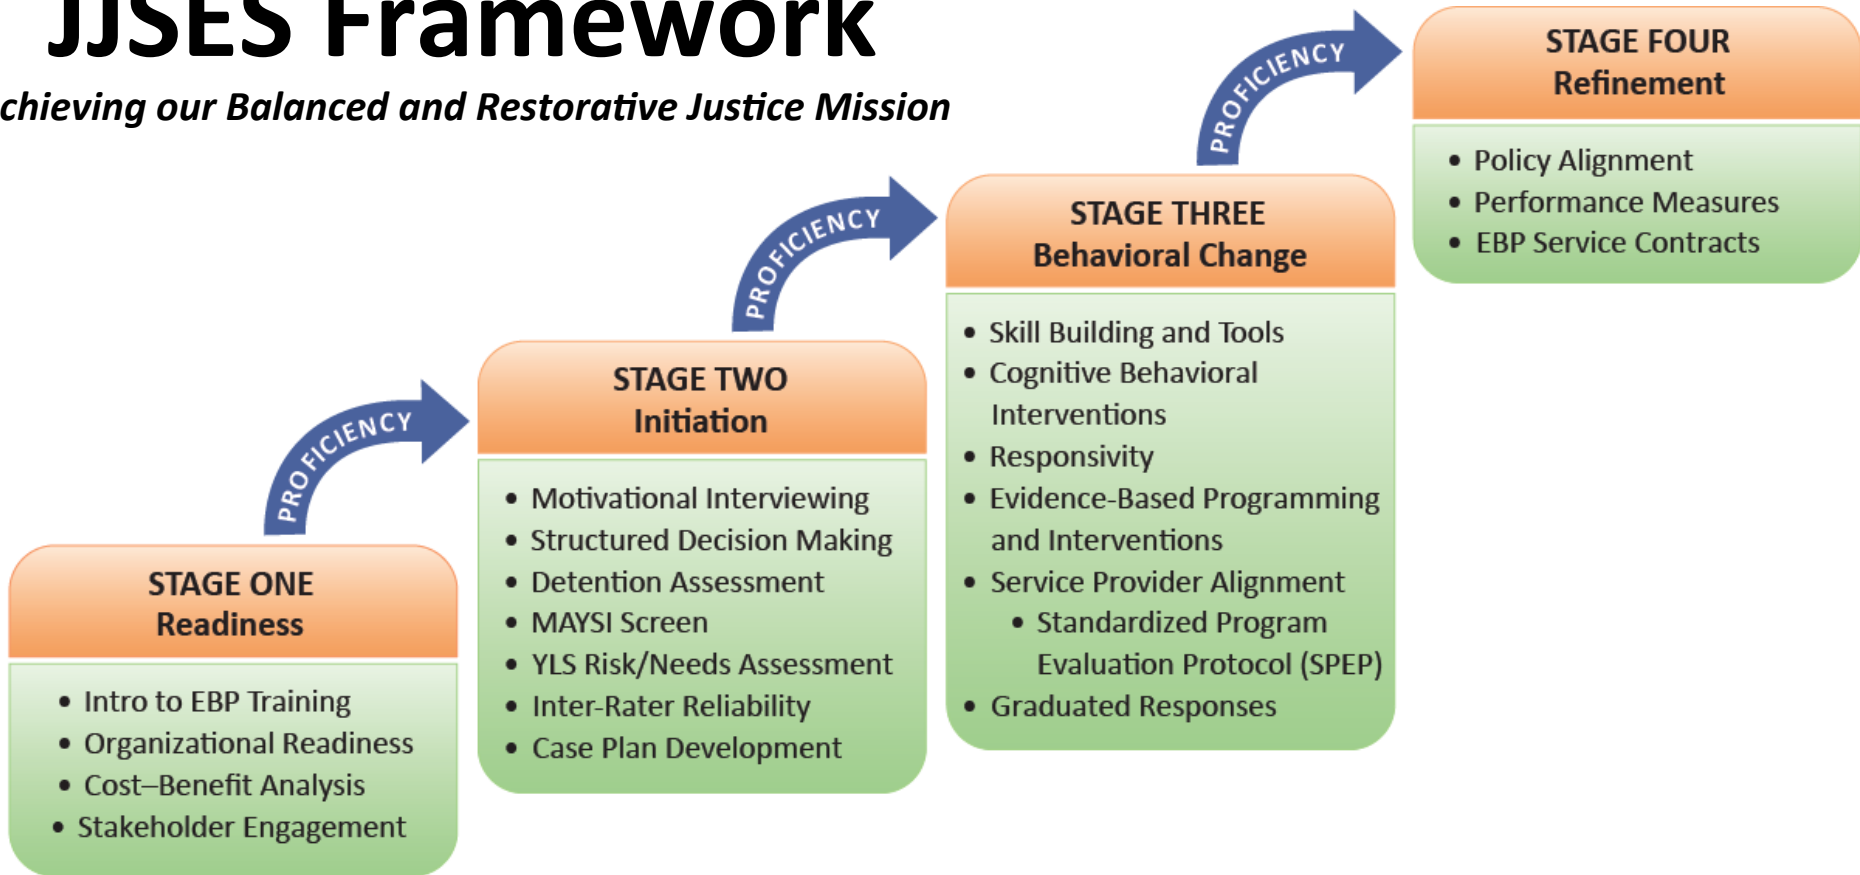 JJSES Framework
chieving our Balanced and Restorative Justice Mission
STAGE ONE
Readiness
• Intro to EBP Training
• Organizational Readiness
• Cost–Benefit Analysis
• Stakeholder Engagement
PROFICIENCY
STAGE TWO
Initiation
• Motivational Interviewing
• Structured Decision Making
• Detention Assessment
• MAYSI Screen
• YLS Risk/Needs Assessment
• Inter-Rater Reliability
• Case Plan Development
PROFICIENCY
STAGE THREE
Behavioral Change
• Skill Building and Tools
• Cognitive Behavioral
Interventions
• Responsivity
• Evidence-Based Programming
and Interventions
• Service Provider Alignment
• Standardized Program
Evaluation Protocol (SPEP)
• Graduated Responses
PROFICIENCY
STAGE FOUR
Refinement
• Policy Alignment
• Performance Measures
• EBP Service Contracts